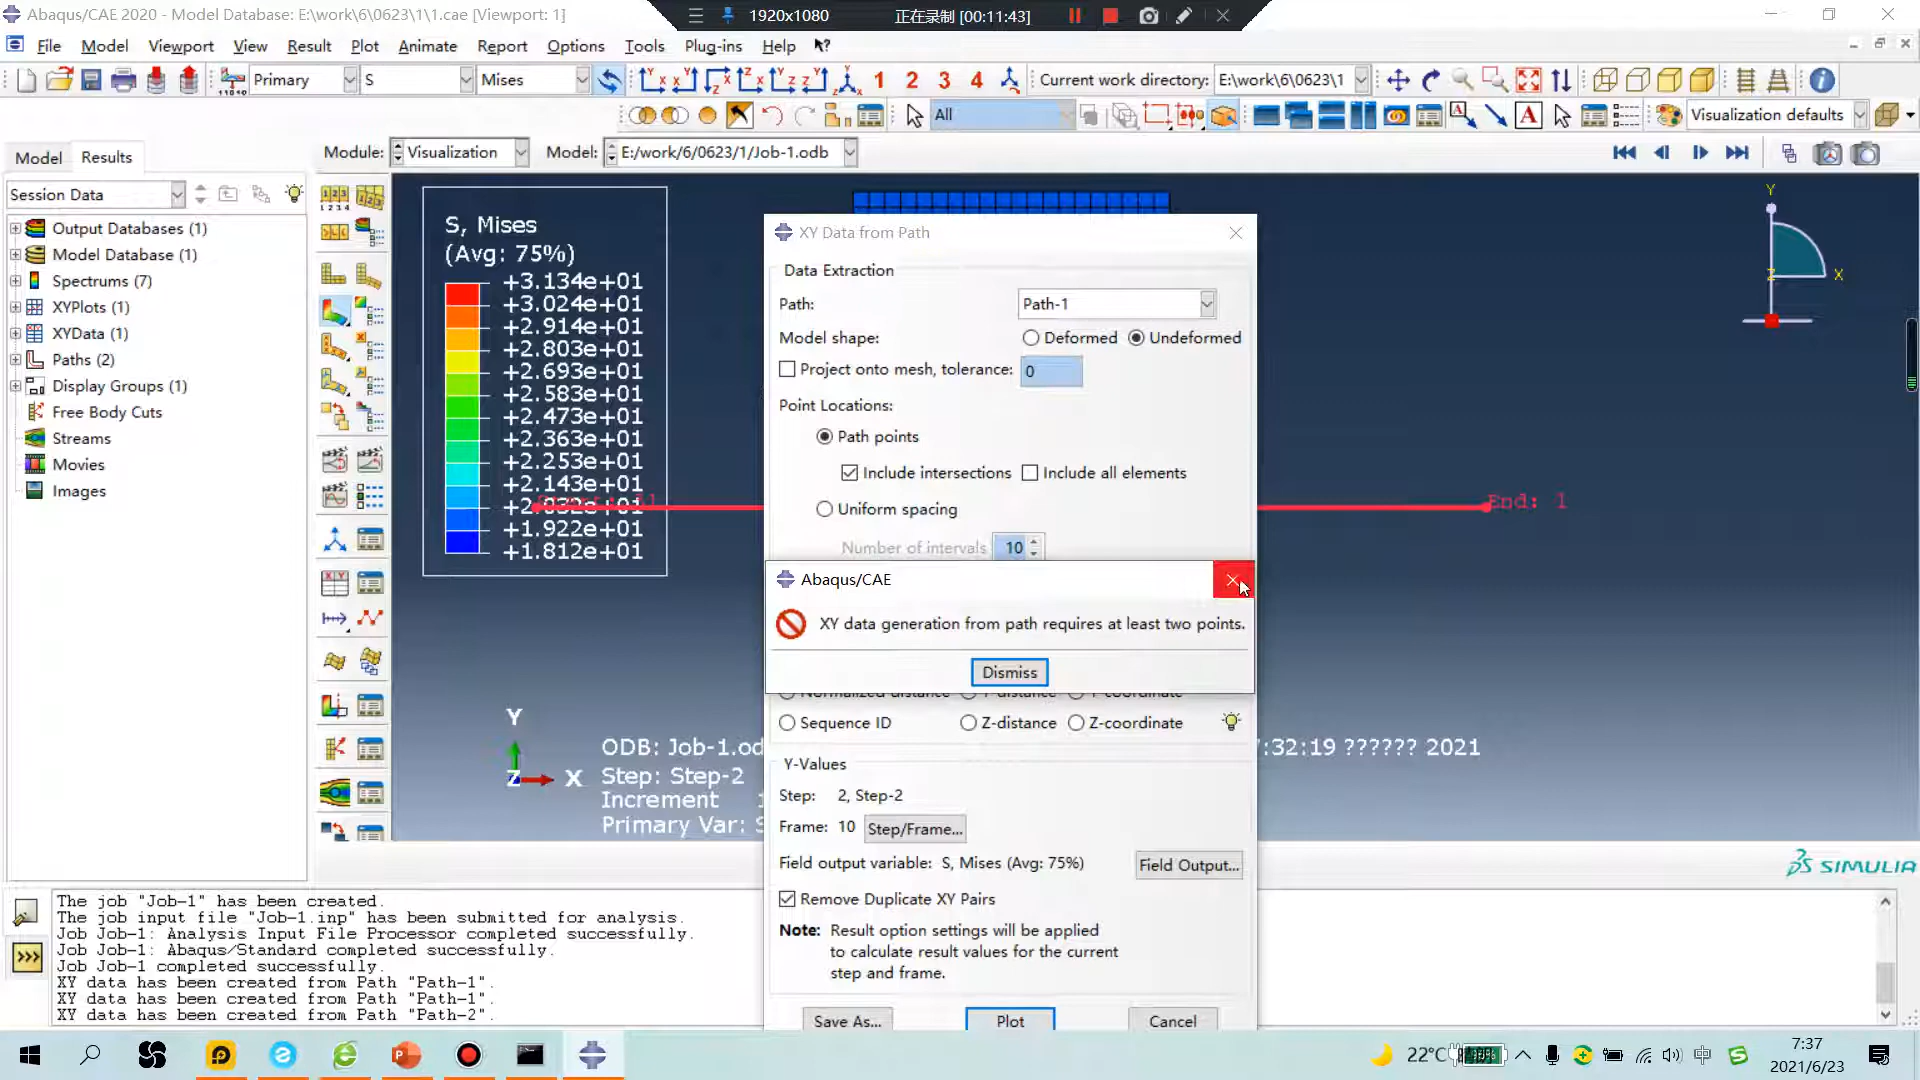 Abaqus/CAE 2020 - Model Database: E:\work\6\0623\1\1.cae [Viewport: 1]
1920x1080
正在录制 [00:11:43]
File Model Viewport View Result Plot Animate Report Options Tools Plug-ins Help
Primary S Mises 1 2 3 4 Current work directory: E:\work\6\0623\1
All Visualization defaults
Model Results
Module: Visualization Model: E:/work/6/0623/1/Job-1.odb
Session Data
Output Databases (1)
Model Database (1)
Spectrums (7)
XYPlots (1)
XYData (1)
Paths (2)
Display Groups (1)
Free Body Cuts
Streams
Movies
Images
S, Mises
(Avg: 75%)
+3.134e+01
+3.024e+01
+2.914e+01
+2.803e+01
+2.693e+01
+2.583e+01
+2.473e+01
+2.363e+01
+2.253e+01
+2.143e+01
+2.032e+01
+1.922e+01
+1.812e+01
End: 1
Y
X
Z
XY Data from Path
Data Extraction
Path: Path-1
Model shape: Deformed Undeformed
Project onto mesh, tolerance: 0
Point Locations:
Path points
Include intersections Include all elements
Uniform spacing
Number of intervals 10
Abaqus/CAE
XY data generation from path requires at least two points.
Dismiss
Sequence ID Z-distance Z-coordinate
Y-Values
Step: 2, Step-2
Frame: 10 Step/Frame...
Field output variable: S, Mises (Avg: 75%) Field Output...
Remove Duplicate XY Pairs
Note: Result option settings will be applied
to calculate result values for the current
step and frame.
Save As... Plot Cancel
Y
Z X
ODB: Job-1.od
:32:19 ?????? 2021
Step: Step-2
Increment
Primary Var: S
SIMULIA
The job "Job-1" has been created.
The job input file "Job-1.inp" has been submitted for analysis.
Job Job-1: Analysis Input File Processor completed successfully.
Job Job-1: Abaqus/Standard completed successfully.
Job Job-1 completed successfully.
XY data has been created from Path "Path-1".
XY data has been created from Path "Path-1".
XY data has been created from Path "Path-2".
22°C
中
7:37
2021/6/23